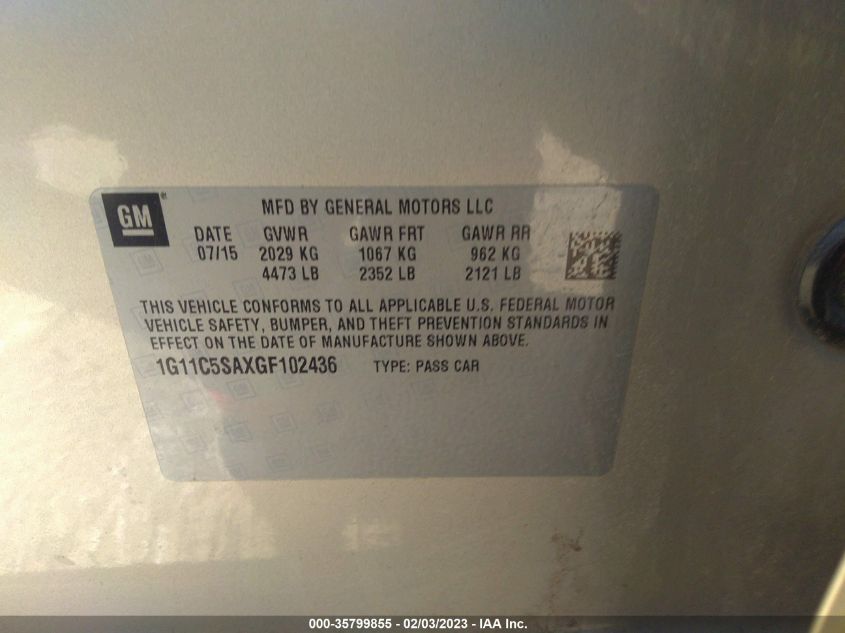 GM®
MFD BY GENERAL MOTORS LLC
DATE GVWR GAWR FRT GAWR RR
07/15 2029 KG 1067 KG 962 KG
4473 LB 2352 LB 2121 LB
THIS VEHICLE CONFORMS TO ALL APPLICABLE U.S. FEDERAL MOTOR
VEHICLE SAFETY, BUMPER, AND THEFT PREVENTION STANDARDS IN
EFFECT ON THE DATE OF MANUFACTURE SHOWN ABOVE.
1G11C5SAXGF102436 TYPE: PASS CAR
000-35799855 - 02/03/2023 - IAA Inc.